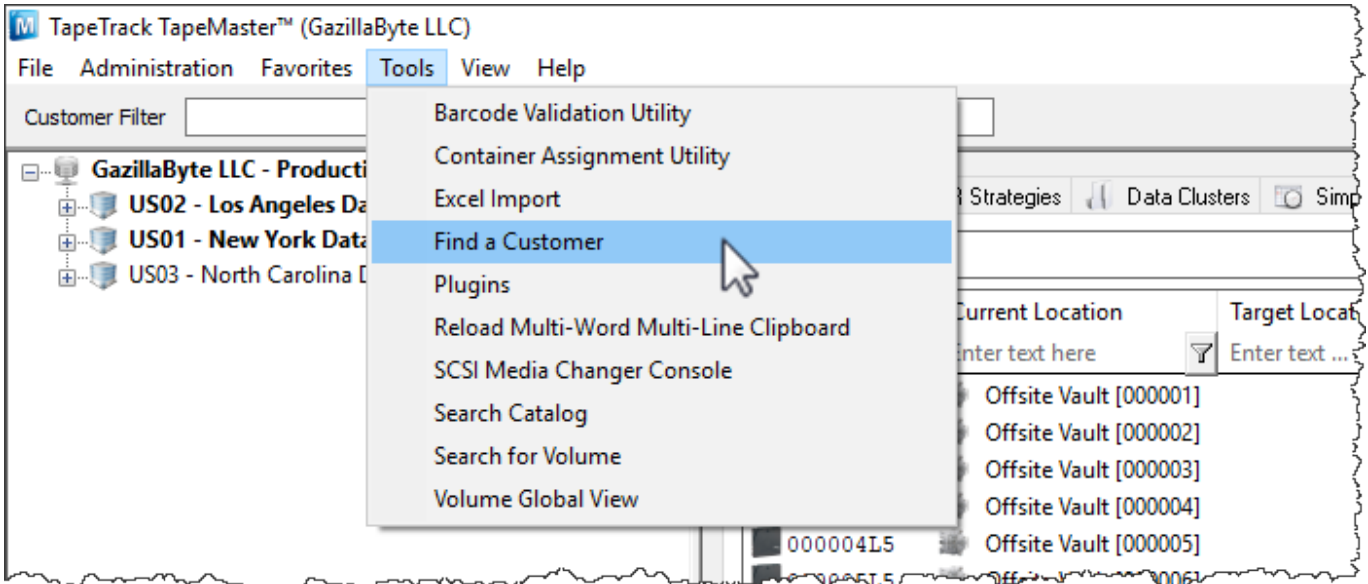 TapeTrack TapeMaster™ (GazillaByte LLC)
File Administration Favorites Tools View Help
Customer Filter
Barcode Validation Utility
Container Assignment Utility
Excel Import
Find a Customer
Plugins
Reload Multi-Word Multi-Line Clipboard
SCSI Media Changer Console
Search Catalog
Search for Volume
Volume Global View
GazillaByte LLC - Producti
US02 - Los Angeles Da
US01 - New York Data
US03 - North Carolina
Strategies Data Clusters Simp
Current Location Target Locat
Enter text here Enter text ...
Offsite Vault [000001]
Offsite Vault [000002]
Offsite Vault [000003]
Offsite Vault [000004]
000004L5 Offsite Vault [000005]